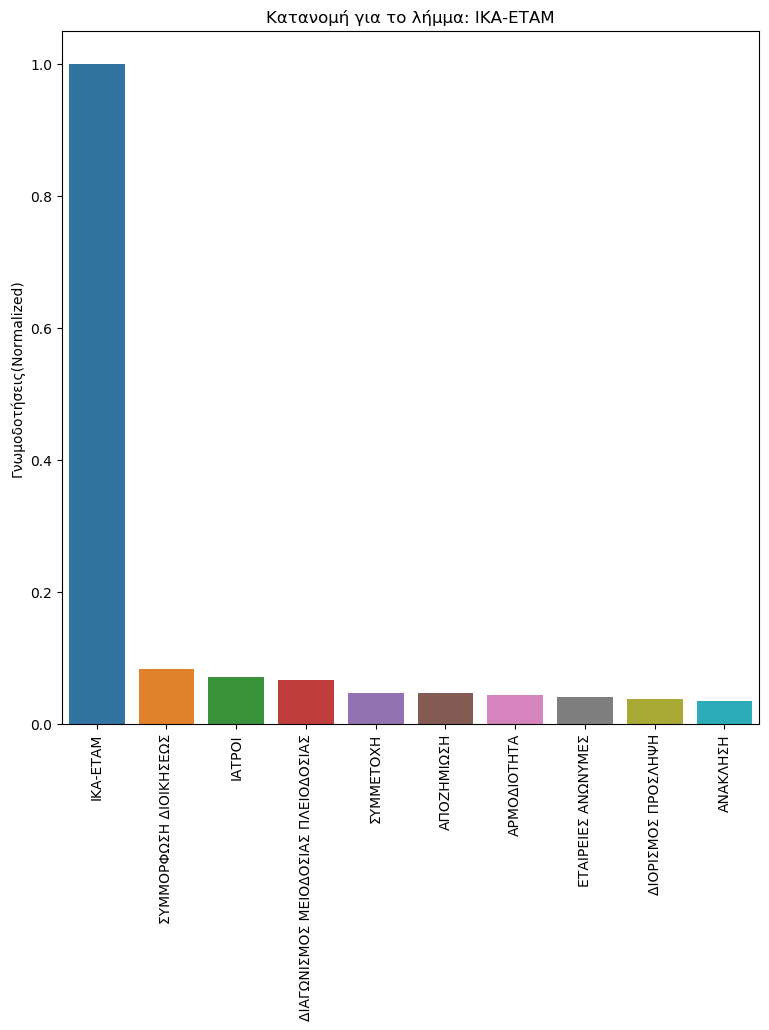 Κατανομή για το λήμμα: ΙΚΑ-ΕΤΑΜ
Γνωμοδοτήσεις(Normalized)
1.0
0.8
0.6
0.4
0.2
0.0
ΙΚΑ-ΕΤΑΜ
ΣΥΜΜΟΡΦΩΣΗ ΔΙΟΙΚΗΣΕΩΣ
ΙΑΤΡΟΙ
ΔΙΑΓΩΝΙΣΜΟΣ ΜΕΙΟΔΟΣΙΑΣ ΠΛΕΙΟΔΟΣΙΑΣ
ΣΥΜΜΕΤΟΧΗ
ΑΠΟΖΗΜΙΩΣΗ
ΑΡΜΟΔΙΟΤΗΤΑ
ΕΤΑΙΡΕΙΕΣ ΑΝΩΝΥΜΕΣ
ΔΙΟΡΙΣΜΟΣ ΠΡΟΣΛΗΨΗ
ΑΝΑΚΛΗΣΗ